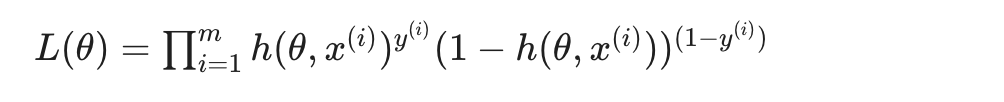 L(θ) = ∏_{i=1}^{m} h(θ, x^{(i)})^{y^{(i)}} (1 − h(θ, x^{(i)}))^{(1−y^{(i)})}